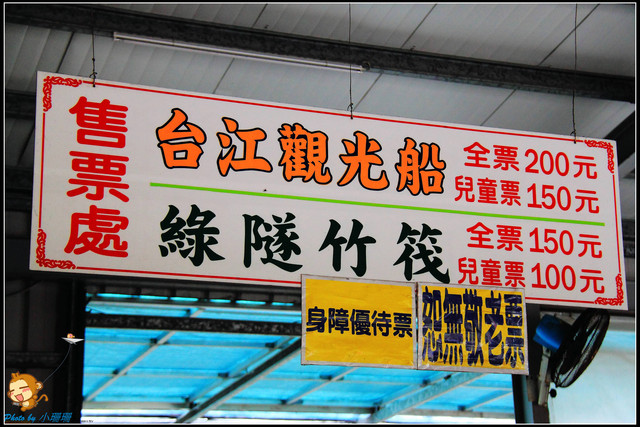 售票處
台江觀光船
全票200元
兒童票150元
綠隧竹筏
全票150元
兒童票100元
身障優待票
恕無敬老票
Photo by 小珊珊